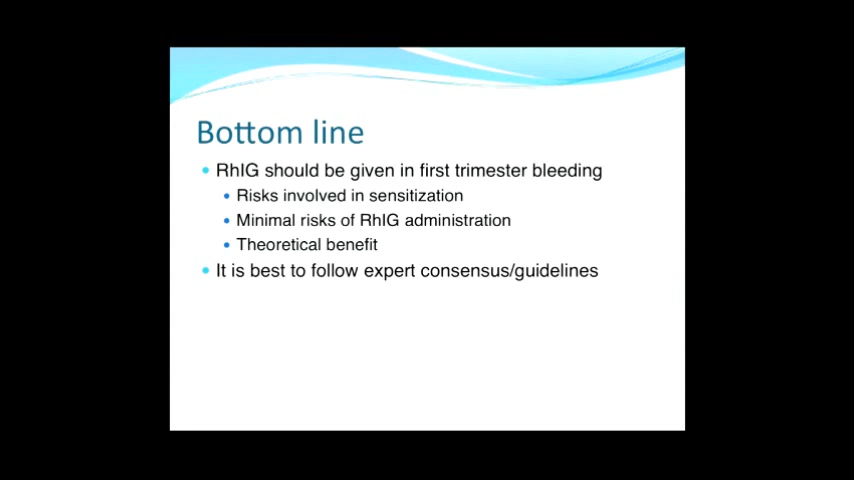 Bottom line
• RhIG should be given in first trimester bleeding
• Risks involved in sensitization
• Minimal risks of RhIG administration
• Theoretical benefit
• It is best to follow expert consensus/guidelines